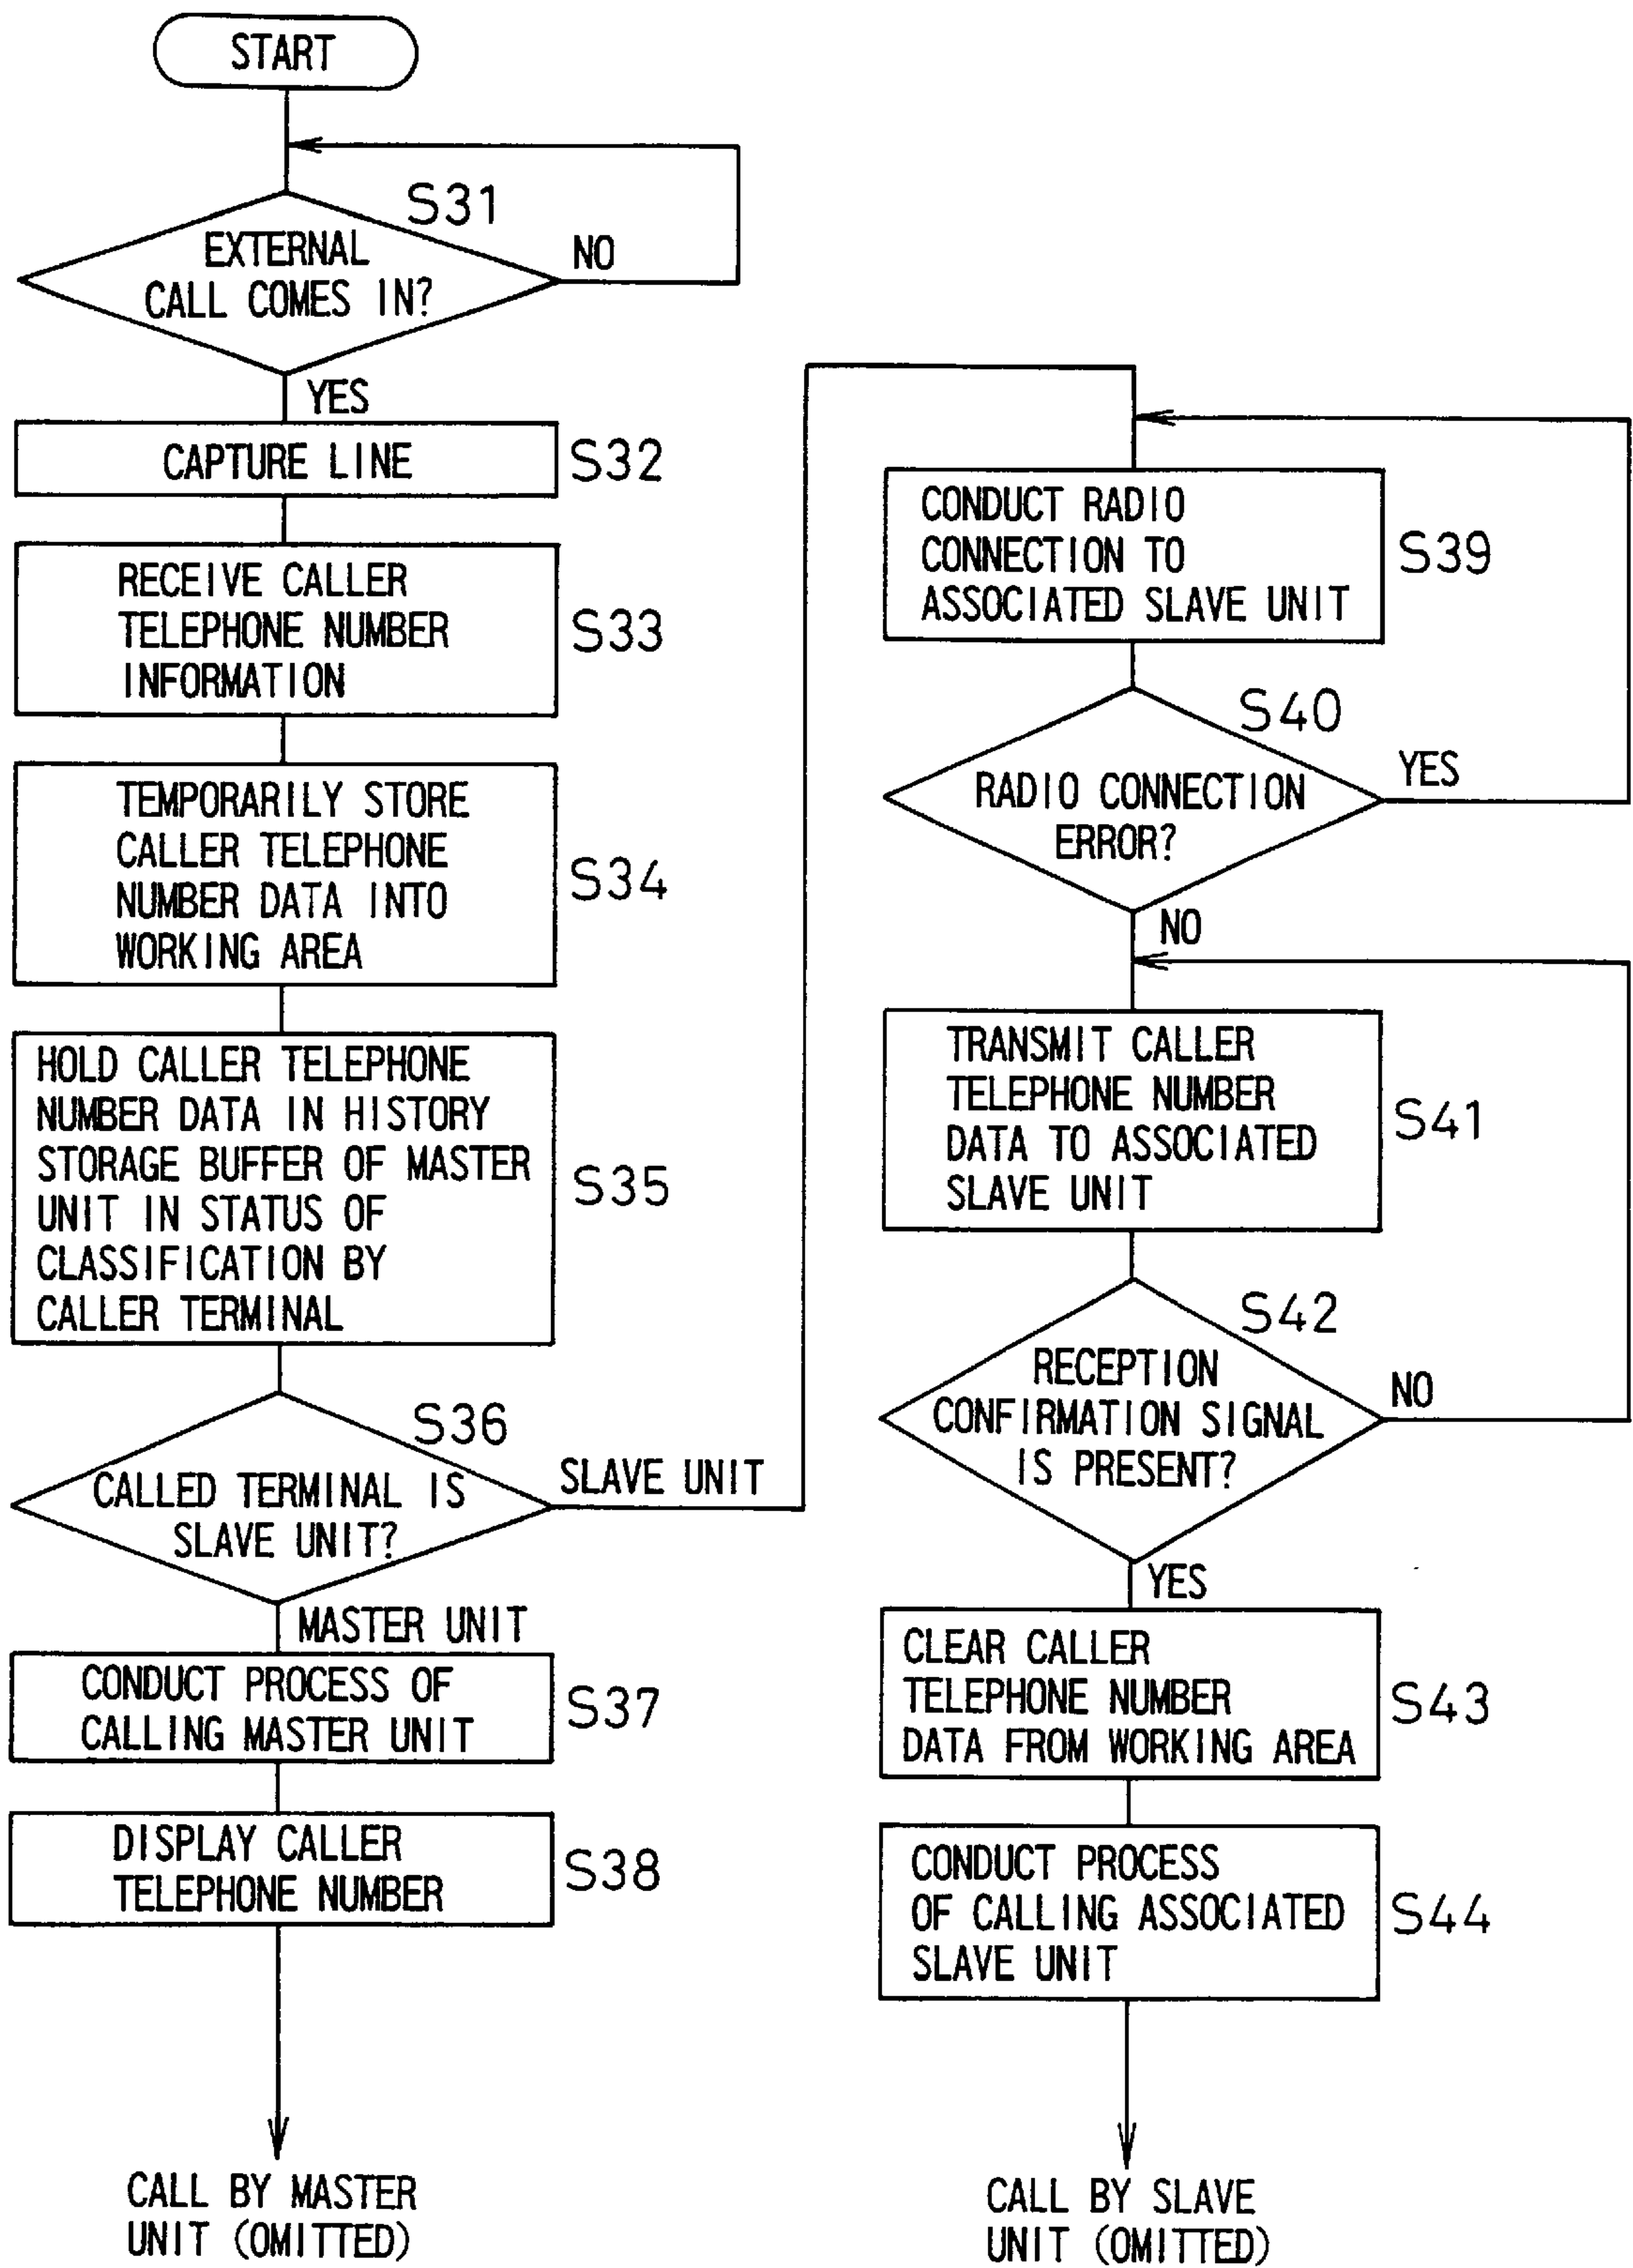 START
S31
EXTERNAL
CALL COMES IN?
NO
YES
CAPTURE LINE
S32
RECEIVE CALLER
TELEPHONE NUMBER
INFORMATION
S33
TEMPORARILY STORE
CALLER TELEPHONE
NUMBER DATA INTO
WORKING AREA
S34
HOLD CALLER TELEPHONE
NUMBER DATA IN HISTORY
STORAGE BUFFER OF MASTER
UNIT IN STATUS OF
CLASSIFICATION BY
CALLER TERMINAL
S35
S36
CALLED TERMINAL IS
SLAVE UNIT?
SLAVE UNIT
MASTER UNIT
CONDUCT PROCESS OF
CALLING MASTER UNIT
S37
DISPLAY CALLER
TELEPHONE NUMBER
S38
CALL BY MASTER
UNIT (OMITTED)
CONDUCT RADIO
CONNECTION TO
ASSOCIATED SLAVE UNIT
S39
S40
RADIO CONNECTION
ERROR?
YES
NO
TRANSMIT CALLER
TELEPHONE NUMBER
DATA TO ASSOCIATED
SLAVE UNIT
S41
S42
RECEPTION
CONFIRMATION SIGNAL
IS PRESENT?
NO
YES
CLEAR CALLER
TELEPHONE NUMBER
DATA FROM WORKING AREA
S43
CONDUCT PROCESS
OF CALLING ASSOCIATED
SLAVE UNIT
S44
CALL BY SLAVE
UNIT (OMITTED)